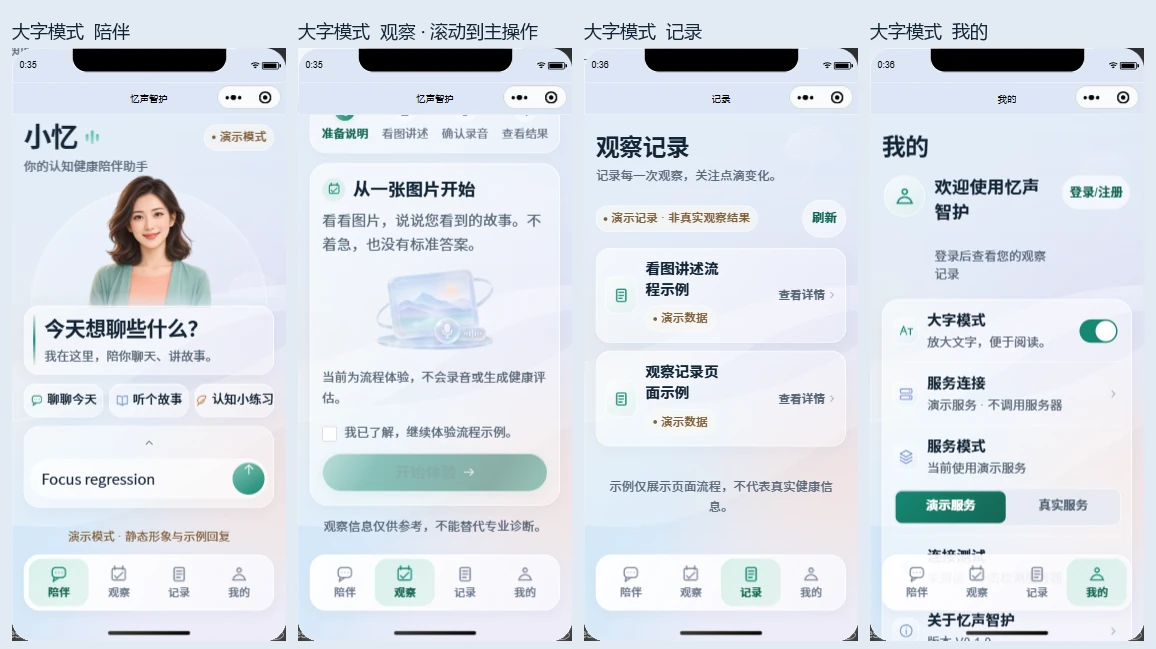 大字模式 陪伴
0:35
忆声智护
小忆
• 演示模式
你的认知健康陪伴助手
今天想聊些什么？
我在这里，陪你聊天、讲故事。
聊聊今天
听个故事
认知小练习
Focus regression
演示模式 · 静态形象与示例回复
陪伴
观察
记录
我的
大字模式 观察 · 滚动到主操作
0:35
忆声智护
准备说明
看图讲述
确认录音
查看结果
从一张图片开始
看看图片，说说您看到的故事。不
着急，也没有标准答案。
当前为流程体验，不会录音或生成健康评
估。
我已了解，继续体验流程示例。
开始体验 →
观察信息仅供参考，不能替代专业诊断。
陪伴
观察
记录
我的
大字模式 记录
0:36
记录
观察记录
记录每一次观察，关注点滴变化。
• 演示记录 · 非真实观察结果
刷新
看图讲述流
程示例
• 演示数据
查看详情 ›
观察记录页
面示例
• 演示数据
查看详情 ›
示例仅展示页面流程，不代表真实健康信
息。
陪伴
观察
记录
我的
大字模式 我的
0:36
我的
我的
欢迎使用忆声
智护
登录/注册
登录后查看您的观察
记录
大字模式
放大文字，便于阅读。
服务连接
演示服务 · 不调用服务器
服务模式
当前使用演示服务
演示服务
真实服务
连接测试
陪伴
观察
记录
我的
关于忆声智护
版本 V0.1.0